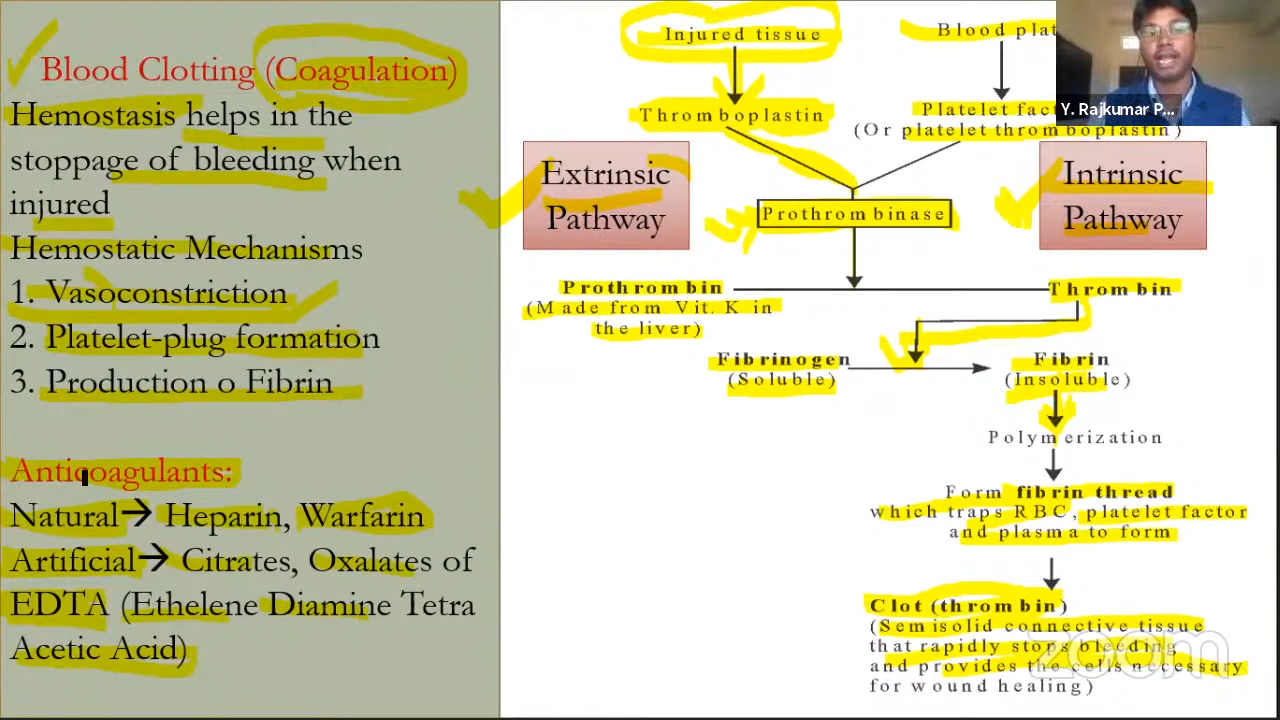 Blood Clotting (Coagulation)
Hemostasis helps in the
stoppage of bleeding when
injured
Hemostatic Mechanisms
1. Vasoconstriction
2. Platelet-plug formation
3. Production o Fibrin
Anticoagulants:
Natural→ Heparin, Warfarin
Artificial→ Citrates, Oxalates of
EDTA (Ethelene Diamine Tetra
Acetic Acid)
Injured tissue
Blood plat
Thromboplastin
Platelet fact
(Or platelet thromboplastin)
Y. Rajkumar P...
Extrinsic
Pathway
Intrinsic
Pathway
Prothrombinase
Prothrombin
Thrombin
(Made from Vit. K in
the liver)
Fibrinogen
(Soluble)
Fibrin
(Insoluble)
Polymerization
Form fibrin thread
which traps RBC, platelet factor
and plasma to form
Clot (thrombin)
(Semisolid connective tissue
that rapidly stops bleeding
and provides the cells necessary
for wound healing)
zoom